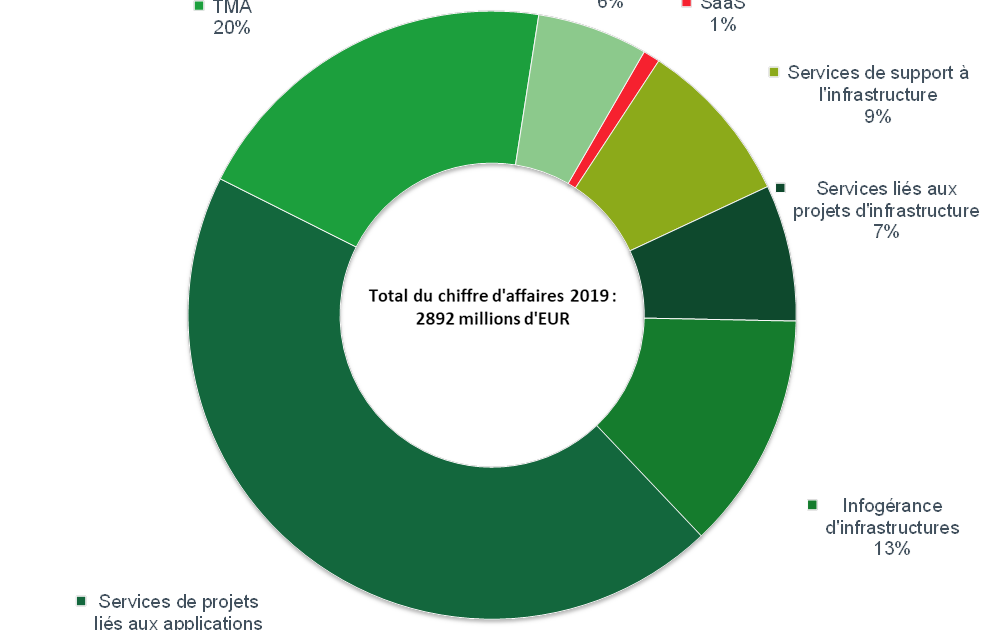 TMA
20%
6%
SaaS
1%
Services de support à
l'infrastructure
9%
Services liés aux
projets d'infrastructure
7%
Total du chiffre d'affaires 2019 :
2892 millions d'EUR
Infogérance
d'infrastructures
13%
Services de projets
liés aux applications